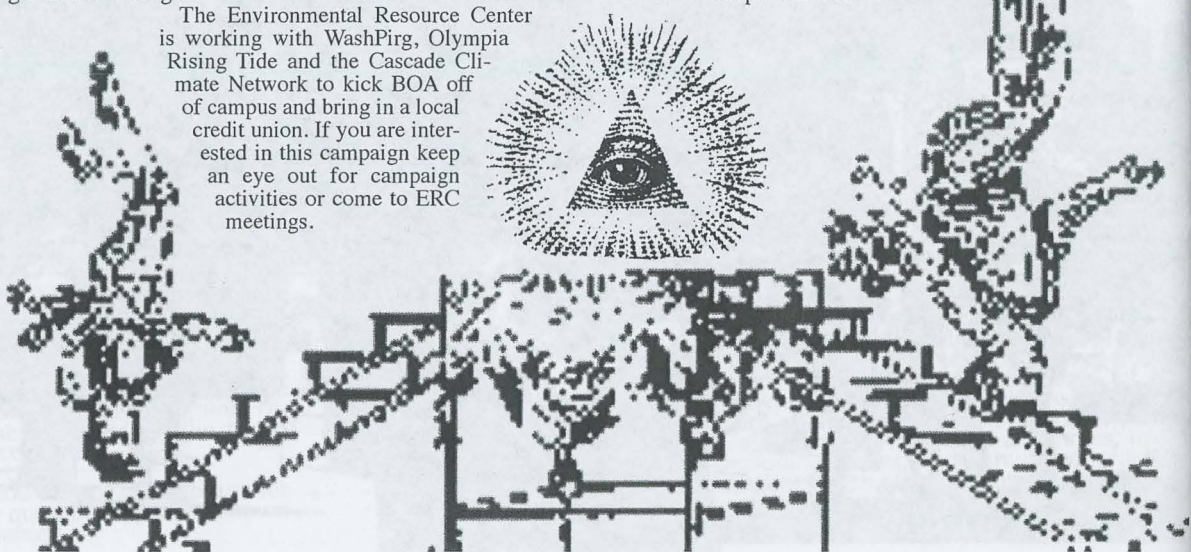 The Environmental Resource Center
is working with WashPirg, Olympia
Rising Tide and the Cascade Cli-
mate Network to kick BOA off
of campus and bring in a local
credit union. If you are inter-
ested in this campaign keep
an eye out for campaign
activities or come to ERC
meetings.